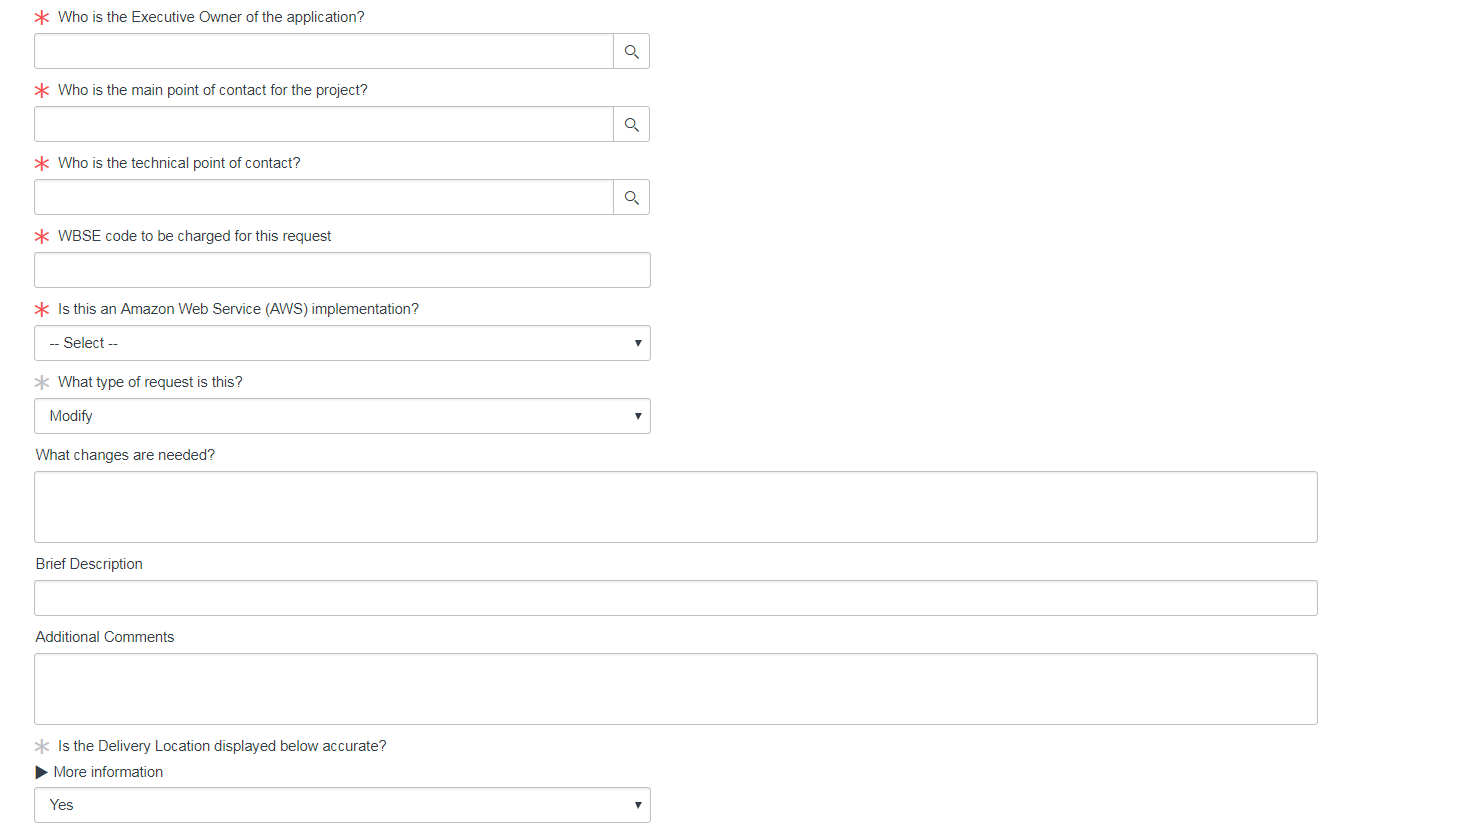 Who is the Executive Owner of the application?
Who is the main point of contact for the project?
Who is the technical point of contact?
WBSE code to be charged for this request
Is this an Amazon Web Service (AWS) implementation?
-- Select --
What type of request is this?
Modify
What changes are needed?
Brief Description
Additional Comments
Is the Delivery Location displayed below accurate?
More information
Yes